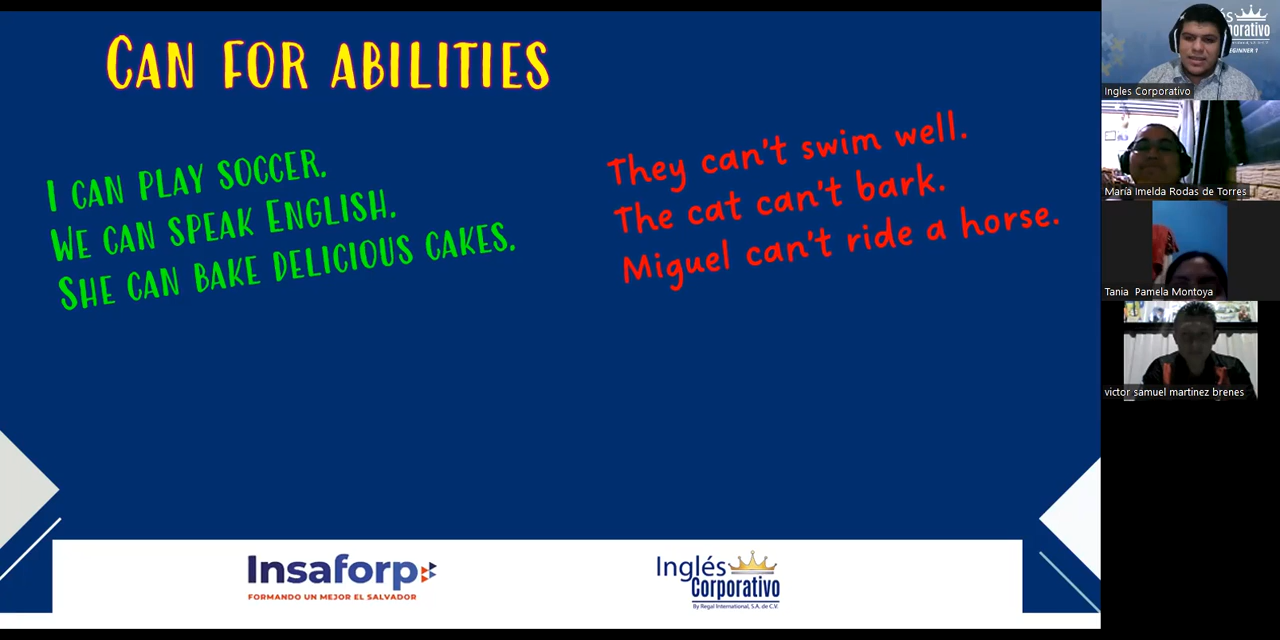 CAN FOR ABILITIES
I CAN PLAY SOCCER.
WE CAN SPEAK ENGLISH.
SHE CAN BAKE DELICIOUS CAKES.
They can't swim well.
The cat can't bark.
Miguel can't ride a horse.
Insaforp
FORMANDO UN MEJOR EL SALVADOR
Inglés
Corporativo
By Regal International, S.A. de C.V.
Ingles Corporativo
María Imelda Rodas de Torres
Tania Pamela Montoya
victor samuel martinez brenes